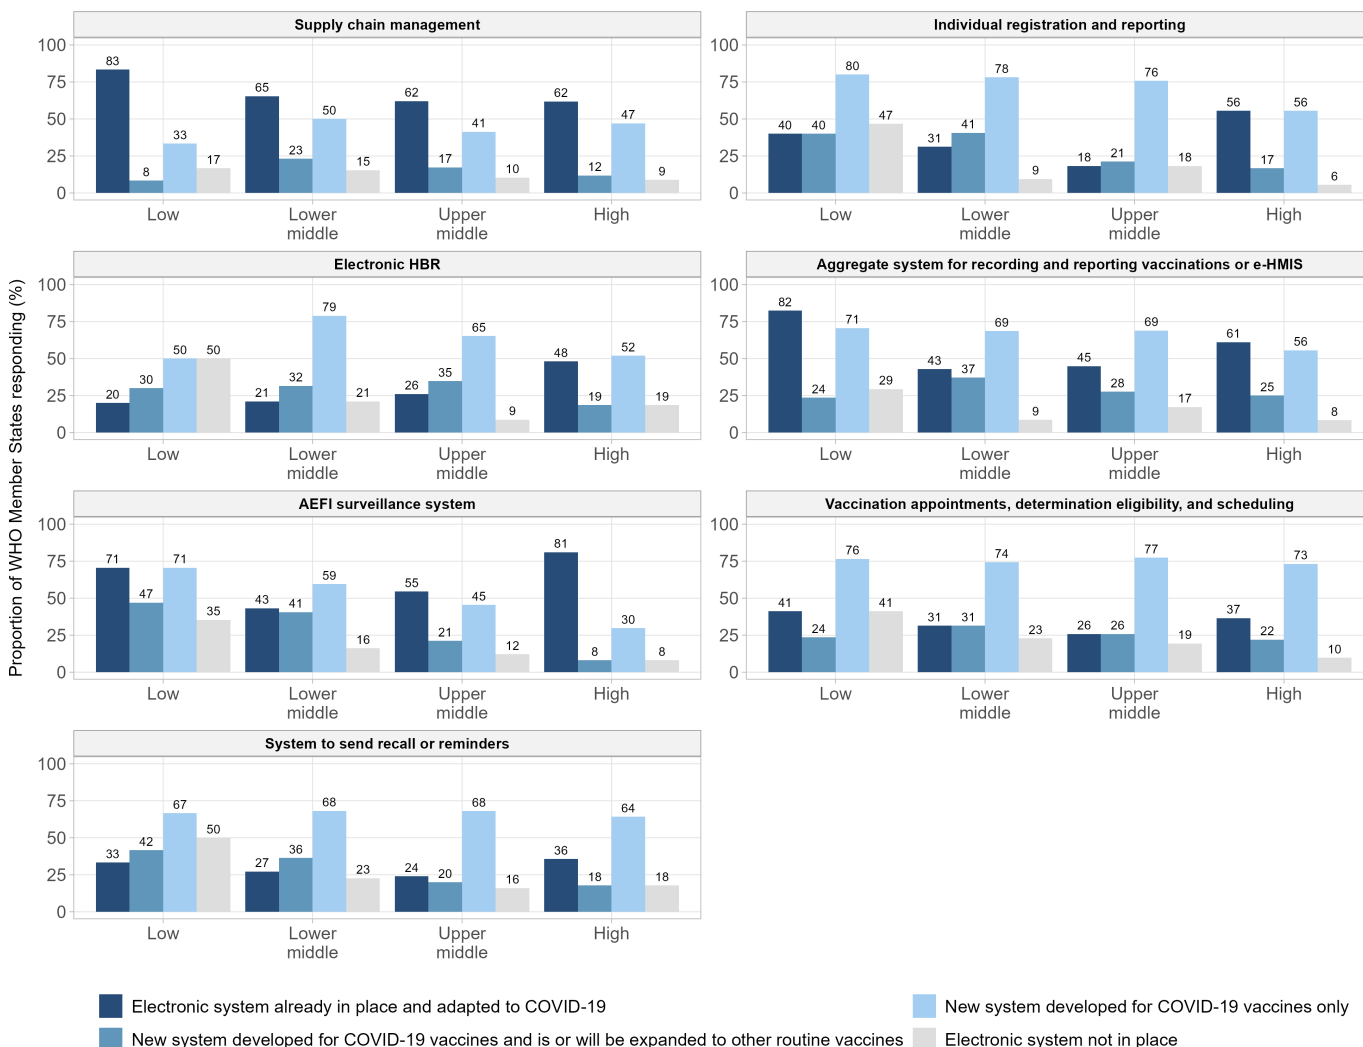 Proportion of WHO Member States responding (%)
Supply chain management
100
75
50
25
0
83
8
33
17
65
23
50
15
62
17
41
10
62
12
47
9
Low
Lower
middle
Upper
middle
High
Individual registration and reporting
100
75
50
25
0
40
40
80
47
31
41
78
9
18
21
76
18
56
17
56
6
Low
Lower
middle
Upper
middle
High
Electronic HBR
100
75
50
25
0
20
30
50
50
21
32
79
21
26
35
65
9
48
19
52
19
Low
Lower
middle
Upper
middle
High
Aggregate system for recording and reporting vaccinations or e-HMIS
100
75
50
25
0
82
24
71
29
43
37
69
9
45
28
69
17
61
25
56
8
Low
Lower
middle
Upper
middle
High
AEFI surveillance system
100
75
50
25
0
71
47
71
35
43
41
59
16
55
21
45
12
81
8
30
8
Low
Lower
middle
Upper
middle
High
Vaccination appointments, determination eligibility, and scheduling
100
75
50
25
0
41
24
76
41
31
31
74
23
26
26
77
19
37
22
73
10
Low
Lower
middle
Upper
middle
High
System to send recall or reminders
100
75
50
25
0
33
42
67
50
27
36
68
23
24
20
68
16
36
18
64
18
Low
Lower
middle
Upper
middle
High
Electronic system already in place and adapted to COVID-19
New system developed for COVID-19 vaccines only
New system developed for COVID-19 vaccines and is or will be expanded to other routine vaccines
Electronic system not in place